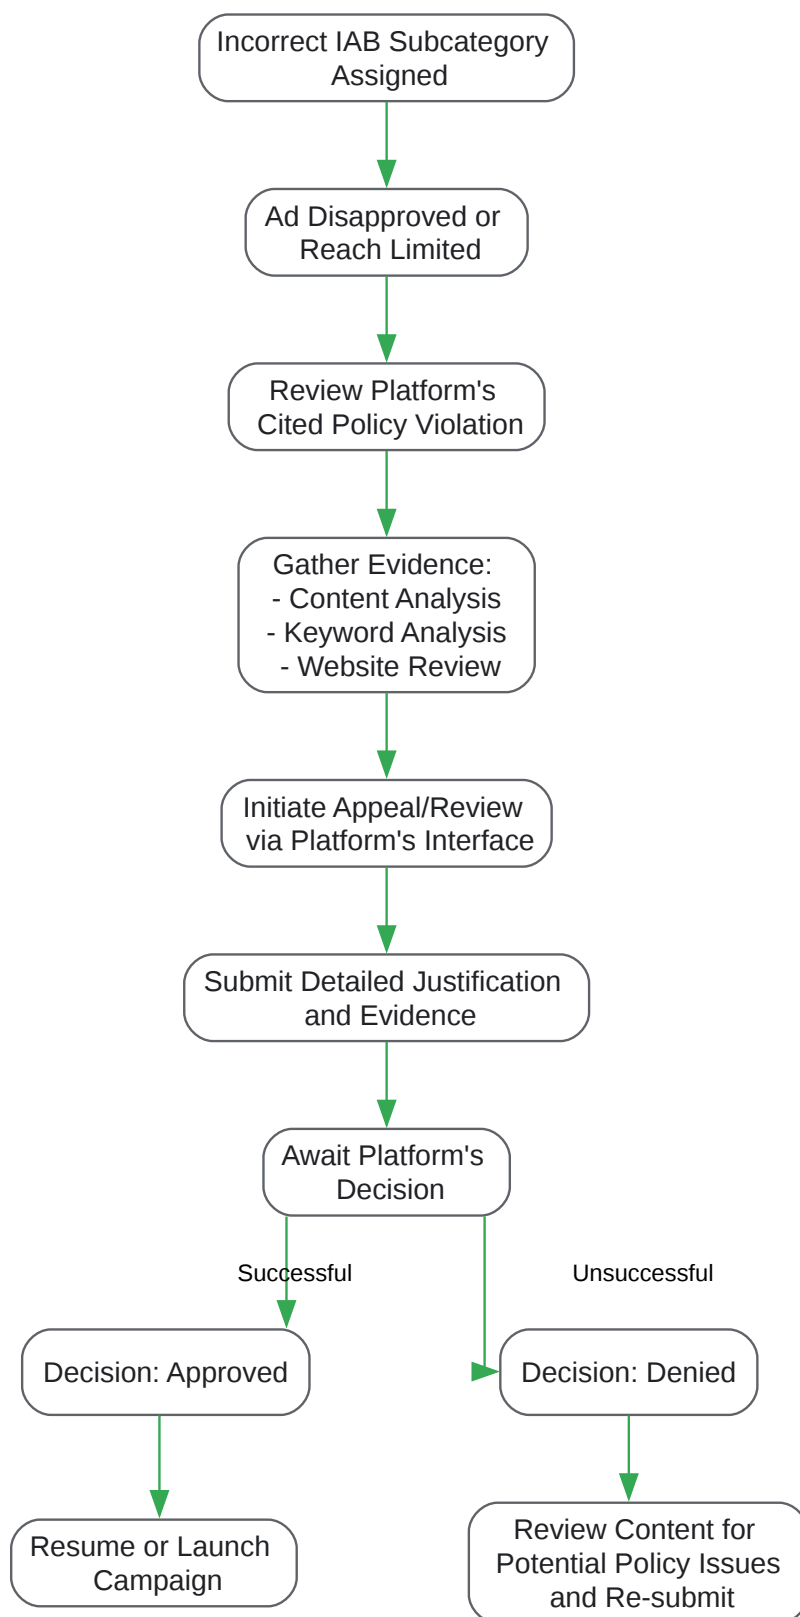 Incorrect IAB Subcategory
Assigned
Ad Disapproved or
Reach Limited
Review Platform's
Cited Policy Violation
Gather Evidence:
- Content Analysis
- Keyword Analysis
- Website Review
Initiate Appeal/Review
via Platform's Interface
Submit Detailed Justification
and Evidence
Await Platform's
Decision
Successful
Unsuccessful
Decision: Approved
Decision: Denied
Resume or Launch
Campaign
Review Content for
Potential Policy Issues
and Re-submit